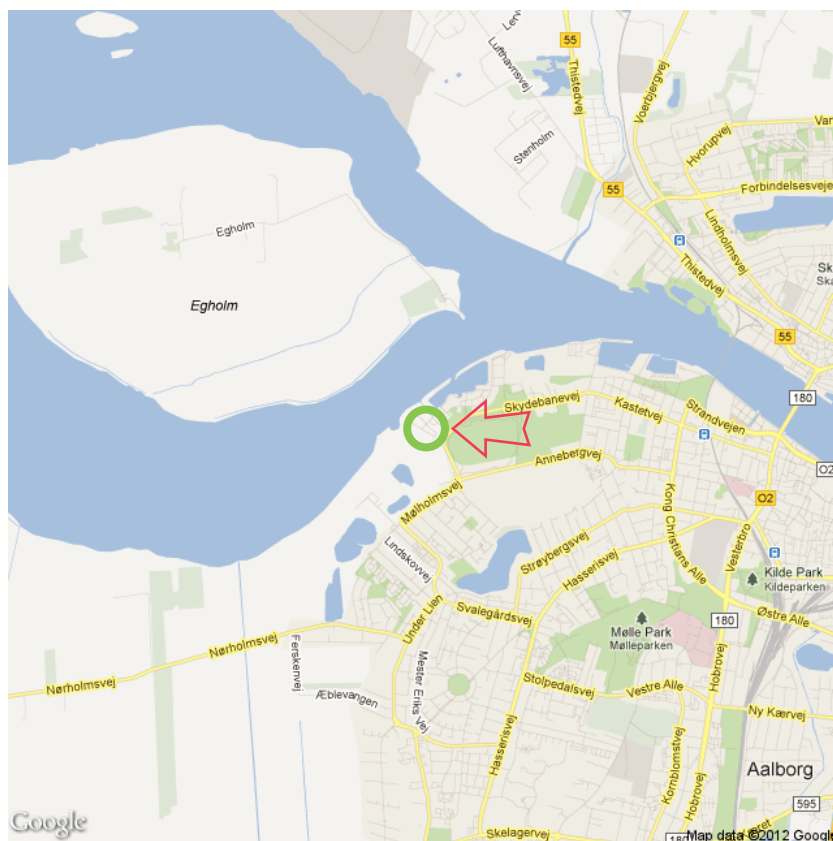 55
Lufthavnsvej
Thistedvej
Voerbjergvej
Hvorupvej
Stenholm
55
Forbindelsesveje
Lindholmsvej
Egholm
Thistedvej
Egholm
55
180
Skydebanevej
Kastetvej
Strandvejen
Annebergvej
O2
O2
Mølholmsvej
Kong Christians Alle
Vesterbro
Lindskovvej
Strøybergsvej
Hasserisvej
Kilde Park
Kildeparken
Under Lien
Svalegårdsvej
180
Østre Alle
Mølle Park
Mølleparken
Nørholmsvej
Nørholmsvej
Ferskenvej
Mester Eriks Vej
Hobrovej
Æblevangen
Stolpedalsvej
Vestre Alle
Ny Kærvej
Hasserisvej
Kornblomstvej
Hobrovej
Aalborg
595
Google
Skelagervej
Map data ©2012 Google